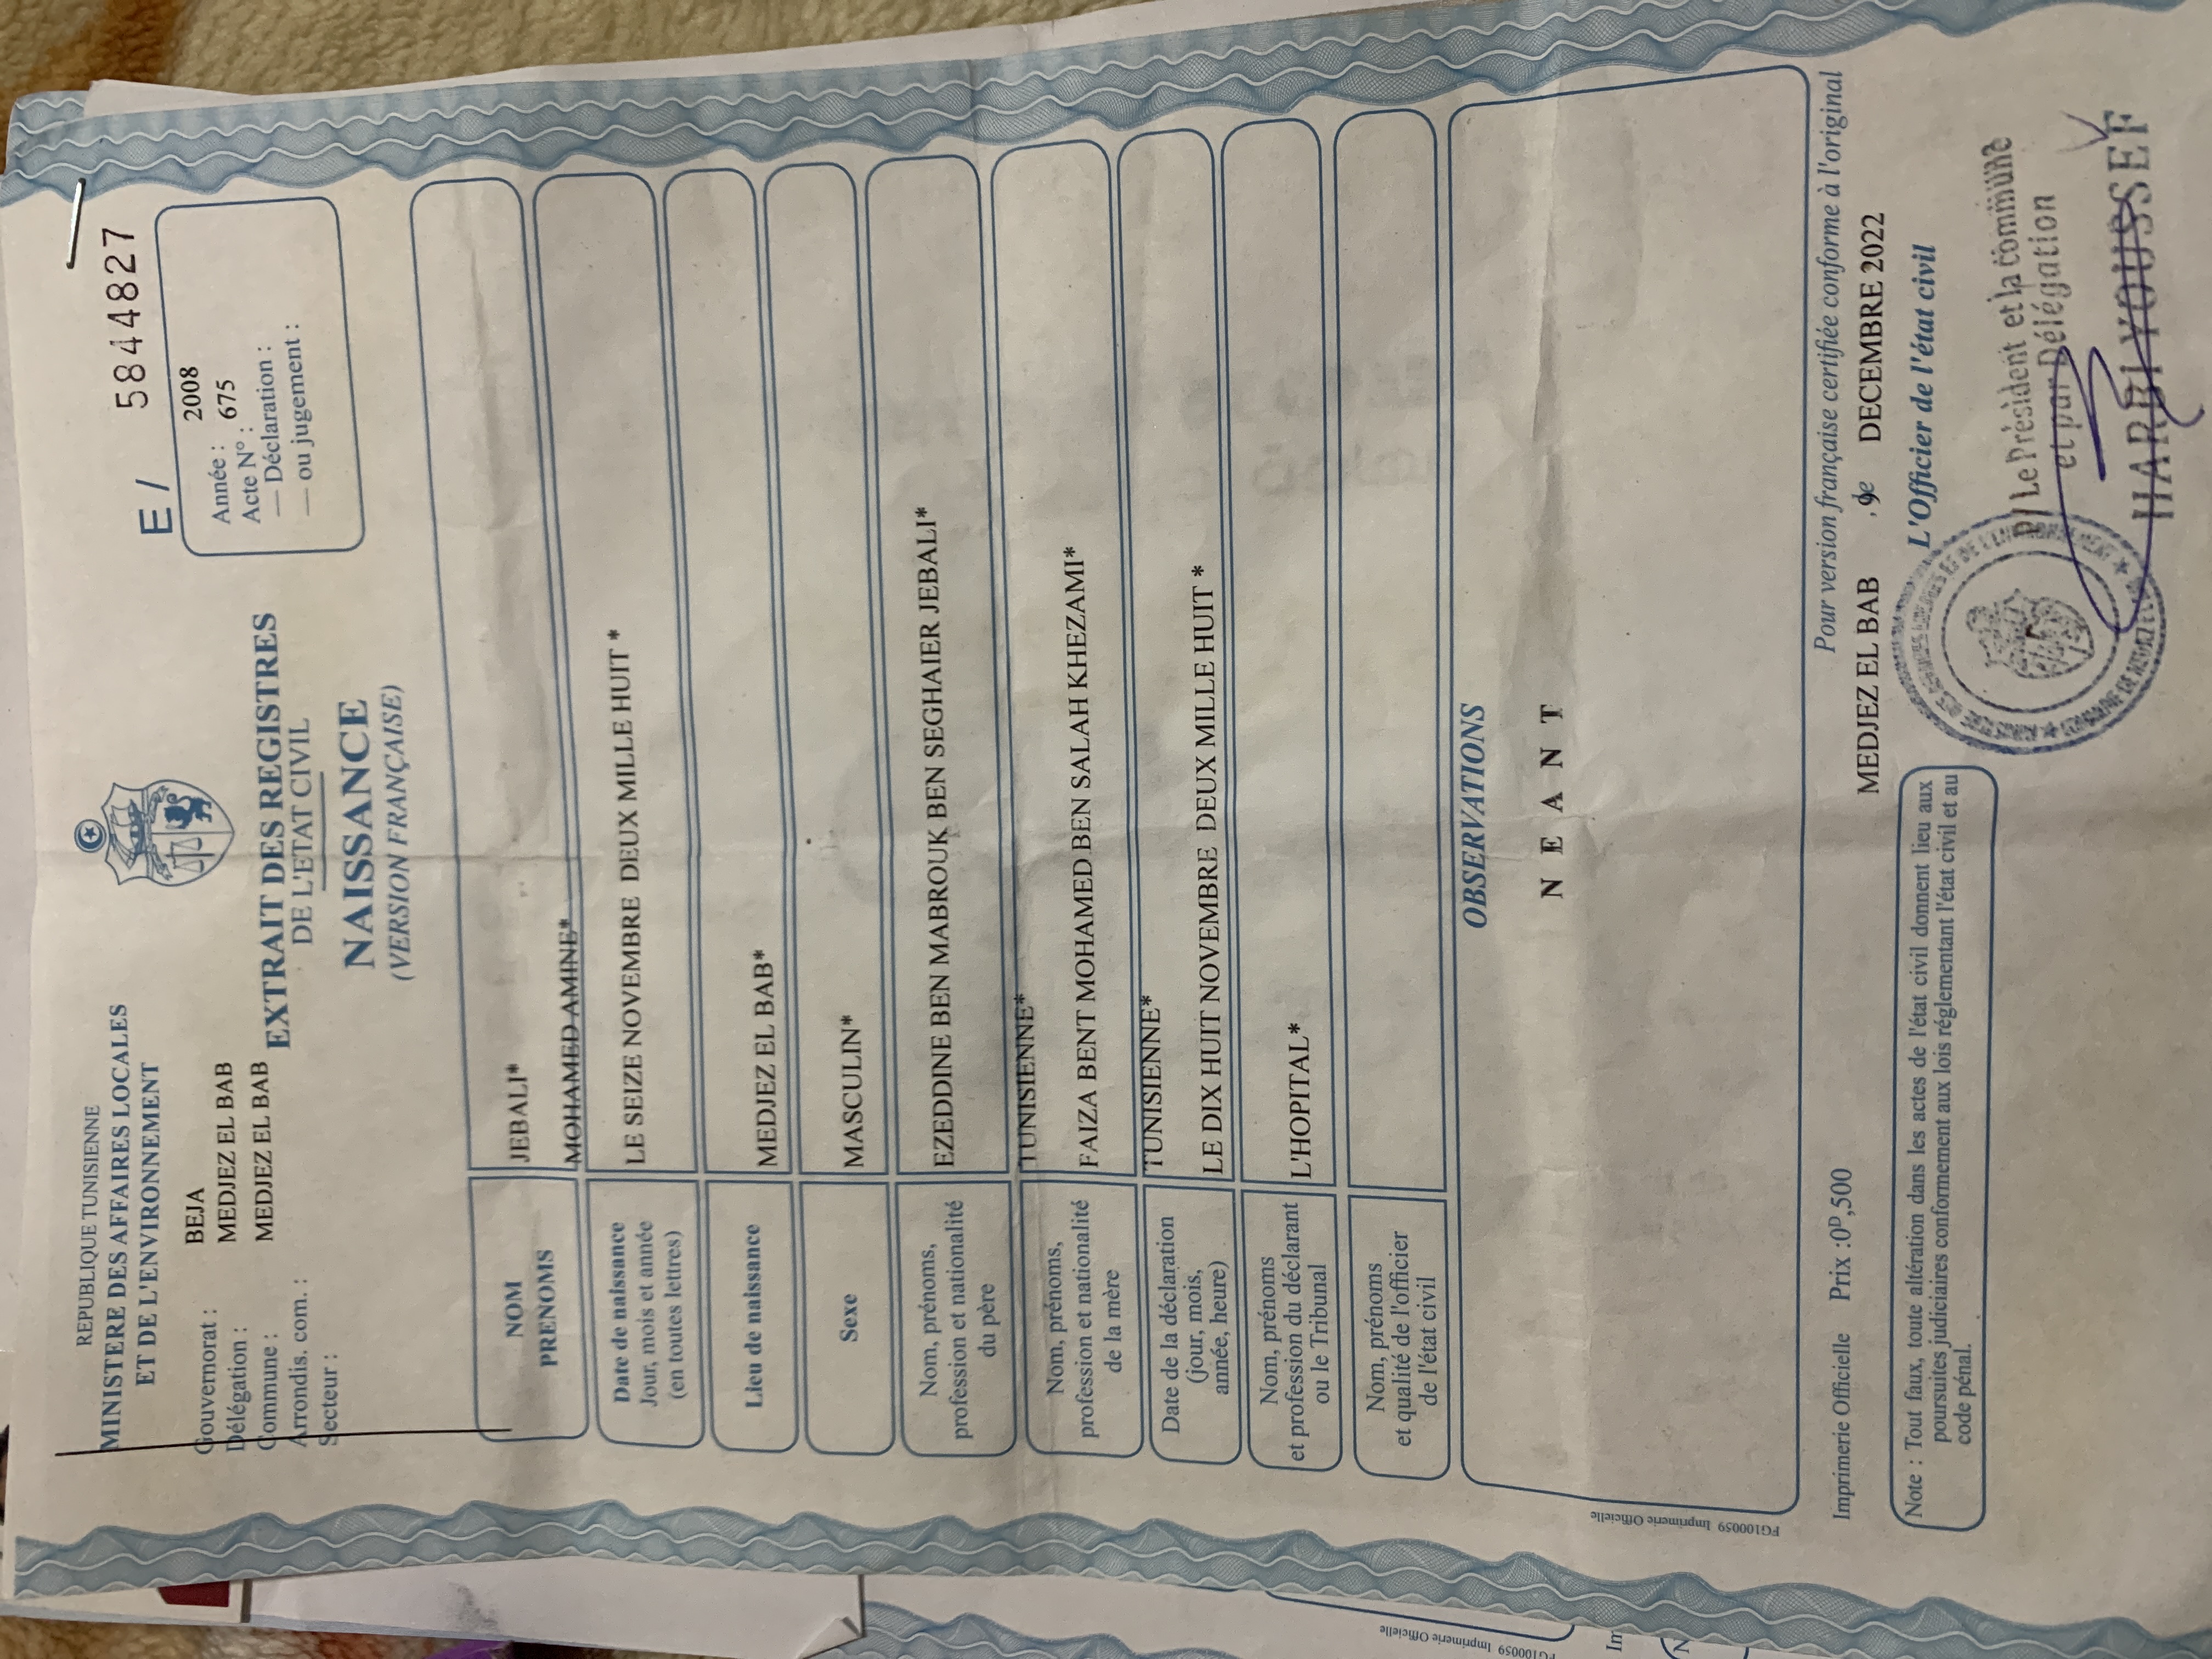 REPUBLIQUE TUNISIENNE
MINISTERE DES AFFAIRES LOCALES
ET DE L'ENVIRONNEMENT
E/ 5844827
Gouvernorat : BEJA
Délégation : MEDJEZ EL BAB
Commune : MEDJEZ EL BAB
Arrondis. com. :
Secteur :
Année : 2008
Acte N° : 675
— Déclaration :
— ou jugement :
EXTRAIT DES REGISTRES
DE L'ETAT CIVIL
NAISSANCE
(VERSION FRANÇAISE)
NOM JEBALI*
PRENOMS MOHAMED AMINE*
Date de naissance
Jour, mois et année
(en toutes lettres)
LE SEIZE NOVEMBRE DEUX MILLE HUIT *
Lieu de naissance MEDJEZ EL BAB*
Sexe MASCULIN*
Nom, prénoms,
profession et nationalité
du père
EZEDDINE BEN MABROUK BEN SEGHAIER JEBALI*
TUNISIENNE*
Nom, prénoms,
profession et nationalité
de la mère
FAIZA BENT MOHAMED BEN SALAH KHEZAMI*
TUNISIENNE*
Date de la déclaration
(jour, mois,
année, heure)
LE DIX HUIT NOVEMBRE DEUX MILLE HUIT *
Nom, prénoms
et profession du déclarant
ou le Tribunal
L'HOPITAL*
Nom, prénoms
et qualité de l'officier
de l'état civil
OBSERVATIONS
N E A N T
FG100059 Imprimerie Officielle
Pour version française certifiée conforme à l'original
Imprimerie Officielle Prix :0ᴰ,500
MEDJEZ EL BAB , DECEMBRE 2022
L'Officier de l'état civil
Note : Tout faux, toute altération dans les actes de l'état civil donnent lieu aux
poursuites judiciaires conformement aux lois réglementant l'état civil et au
code pénal.
P/ Le Président et la commune
et par Délégation
YOUSSEF
FG100059 Imprimerie Officielle